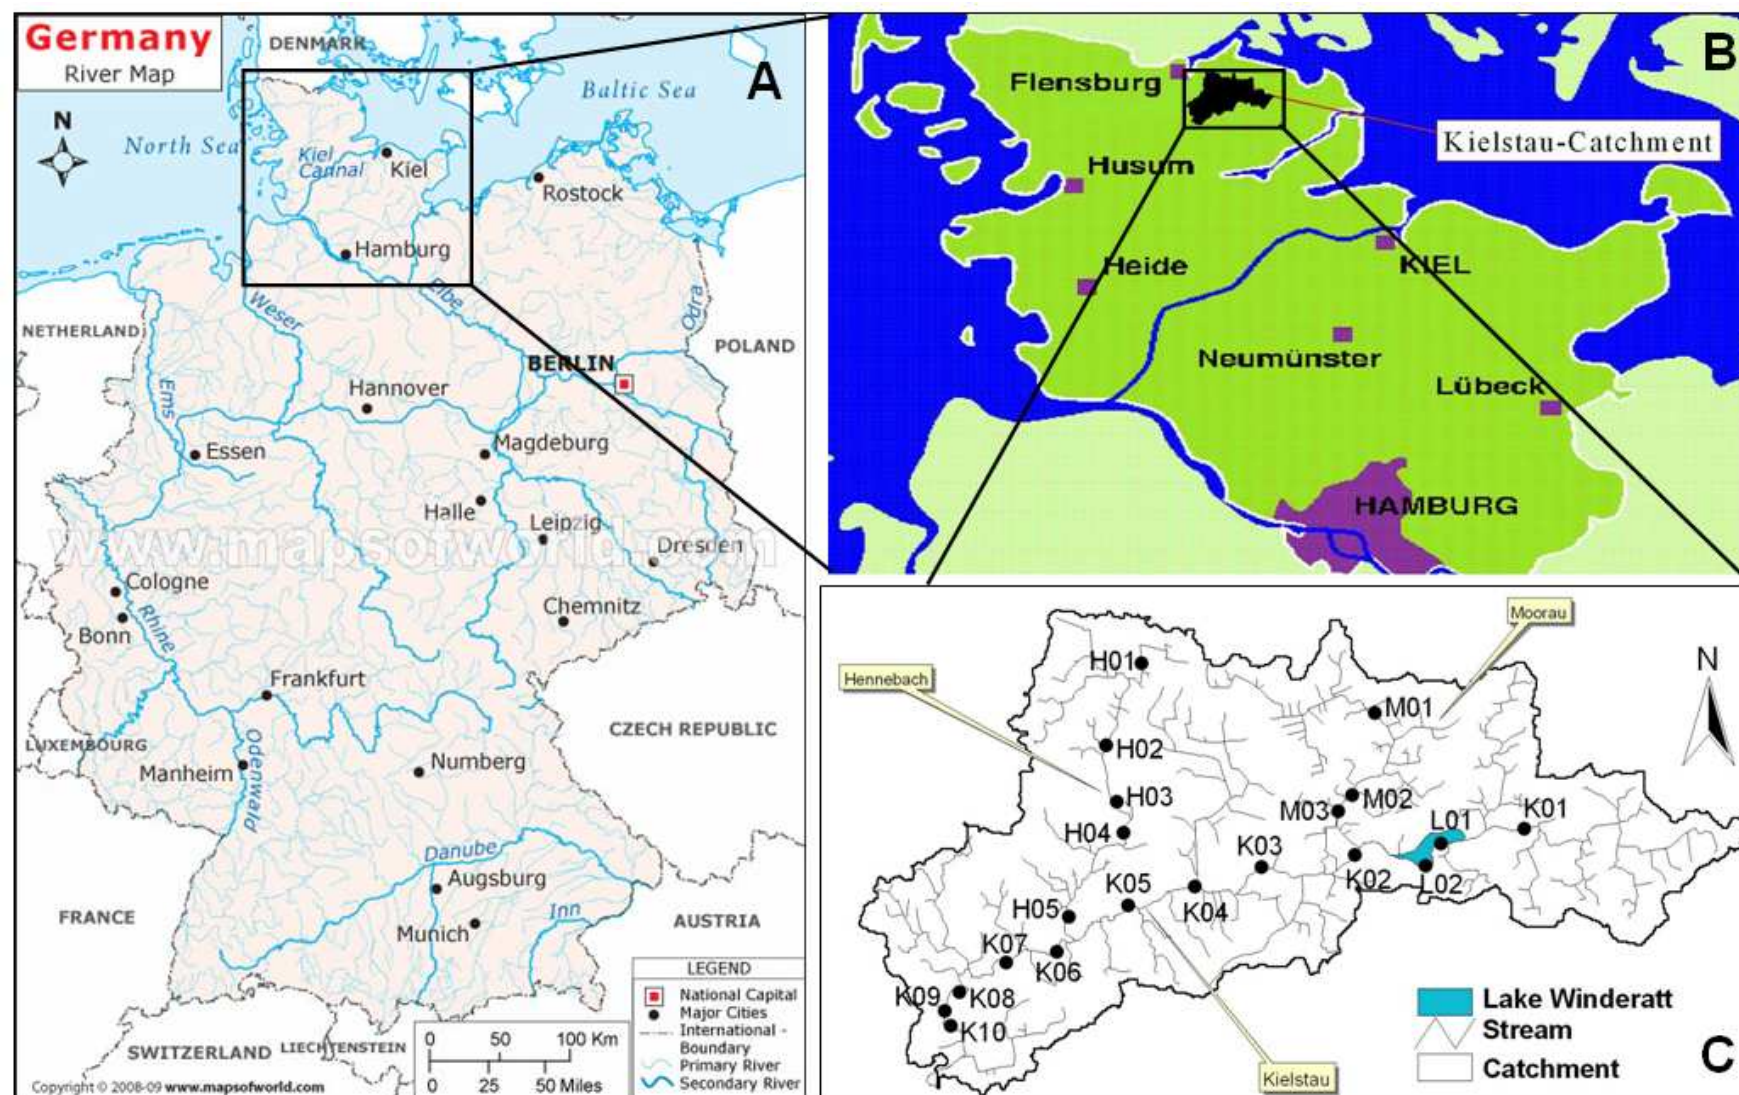 Germany
River Map
A
N
DENMARK
Baltic Sea
North Sea
Kiel
Cannal
Kiel
Rostock
Hamburg
Elbe
Weser
Odra
NETHERLAND
POLAND
BERLIN
Ems
Hannover
Magdeburg
Essen
Halle
Leipzig
www.mapsofworld.com
Dresden
Cologne
Chemnitz
Bonn
Rhine
Frankfurt
CZECH REPUBLIC
LUXEMBOURG
Odenwald
Manheim
Numberg
Danube
Augsburg
FRANCE
Inn
AUSTRIA
Munich
LEGEND
National Capital
Major Cities
International -
Boundary
Primary River
Secondary River
0 50 100 Km
0 25 50 Miles
SWITZERLAND
LIECHTENSTEIN
Copyright © 2008-09 www.mapsofworld.com
B
Flensburg
Kielstau-Catchment
Husum
Heide
KIEL
Neumünster
Lübeck
HAMBURG
Moorau
N
H01
Hennebach
M01
H02
H03
M02
M03
L01
K01
H04
K03
K02
L02
K05
K04
H05
K07
K06
K09
K08
K10
Kielstau
Lake Winderatt
Stream
Catchment
C